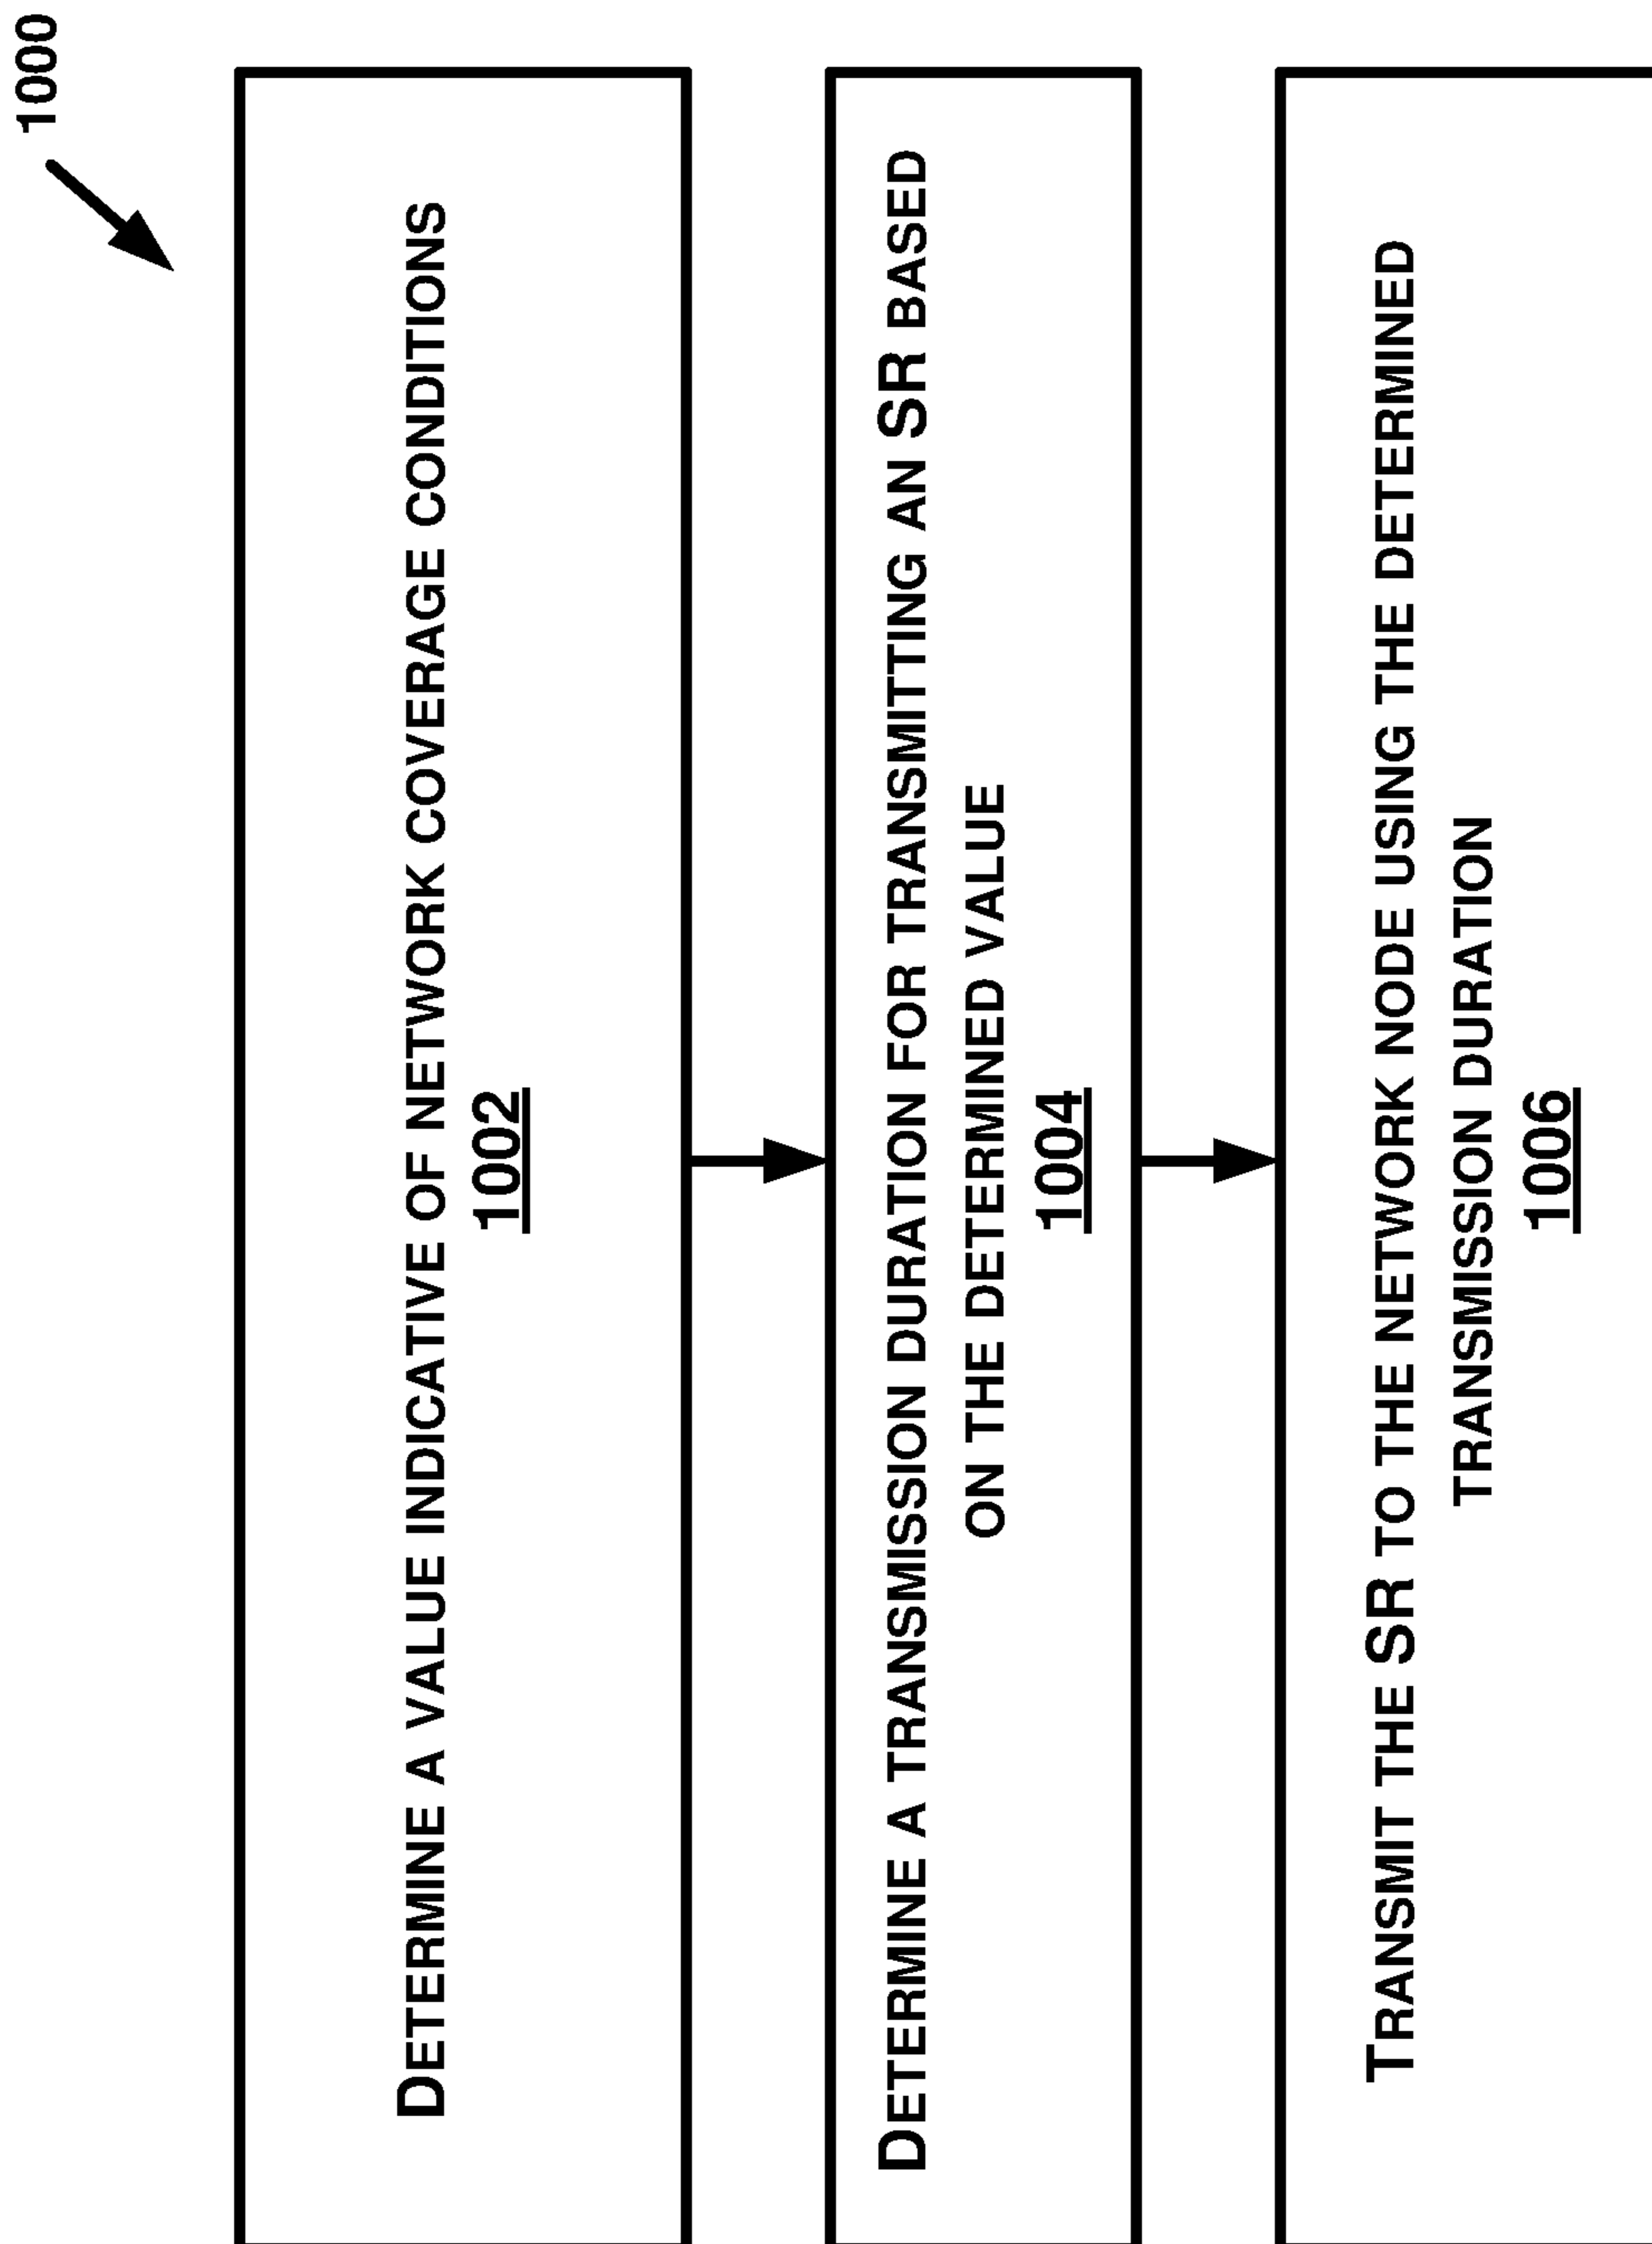 1000
DETERMINE A VALUE INDICATIVE OF NETWORK COVERAGE CONDITIONS
1002
DETERMINE A TRANSMISSION DURATION FOR TRANSMITTING AN SR BASED
ON THE DETERMINED VALUE
1004
TRANSMIT THE SR TO THE NETWORK NODE USING THE DETERMINED
TRANSMISSION DURATION
1006